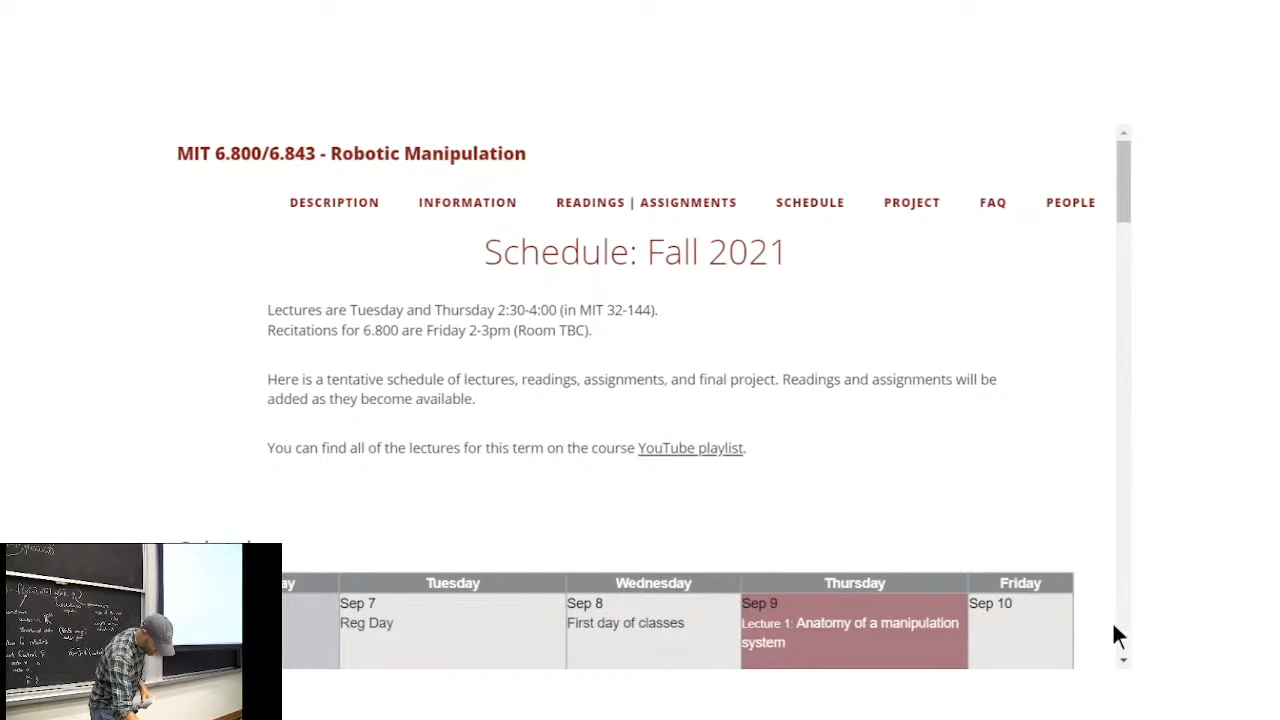 MIT 6.800/6.843 - Robotic Manipulation
DESCRIPTION INFORMATION READINGS | ASSIGNMENTS SCHEDULE PROJECT FAQ PEOPLE
Schedule: Fall 2021
Lectures are Tuesday and Thursday 2:30-4:00 (in MIT 32-144).
Recitations for 6.800 are Friday 2-3pm (Room TBC).
Here is a tentative schedule of lectures, readings, assignments, and final project. Readings and assignments will be
added as they become available.
You can find all of the lectures for this term on the course YouTube playlist.
ay Tuesday Wednesday Thursday Friday
Sep 7 Sep 8 Sep 9 Sep 10
Reg Day First day of classes Lecture 1: Anatomy of a manipulation
system